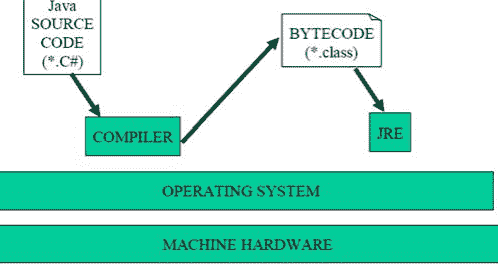 Java
SOURCE
CODE
(*.C#)
BYTECODE
(*.class)
COMPILER
JRE
OPERATING SYSTEM
MACHINE HARDWARE